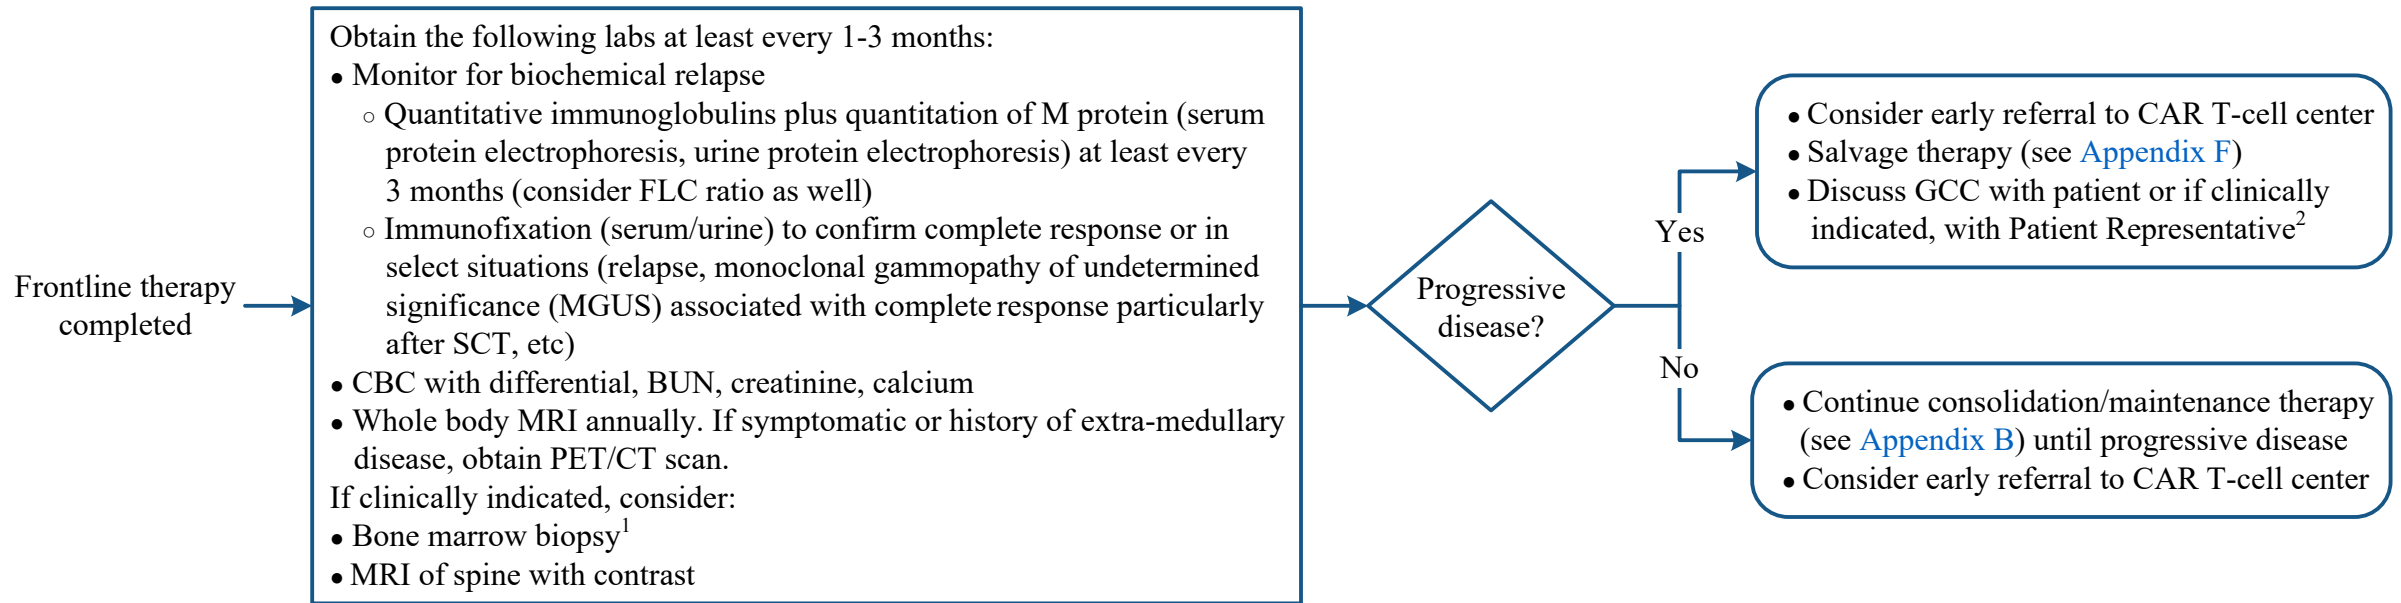 Frontline therapy
completed
Obtain the following labs at least every 1-3 months:
● Monitor for biochemical relapse
○ Quantitative immunoglobulins plus quantitation of M protein (serum
protein electrophoresis, urine protein electrophoresis) at least every
3 months (consider FLC ratio as well)
○ Immunofixation (serum/urine) to confirm complete response or in
select situations (relapse, monoclonal gammopathy of undetermined
significance (MGUS) associated with complete response particularly
after SCT, etc)
● CBC with differential, BUN, creatinine, calcium
● Whole body MRI annually. If symptomatic or history of extra-medullary
disease, obtain PET/CT scan.
If clinically indicated, consider:
● Bone marrow biopsy1
● MRI of spine with contrast
Progressive
disease?
Yes
● Consider early referral to CAR T-cell center
● Salvage therapy (see Appendix F)
● Discuss GCC with patient or if clinically
indicated, with Patient Representative2
No
● Continue consolidation/maintenance therapy
(see Appendix B) until progressive disease
● Consider early referral to CAR T-cell center